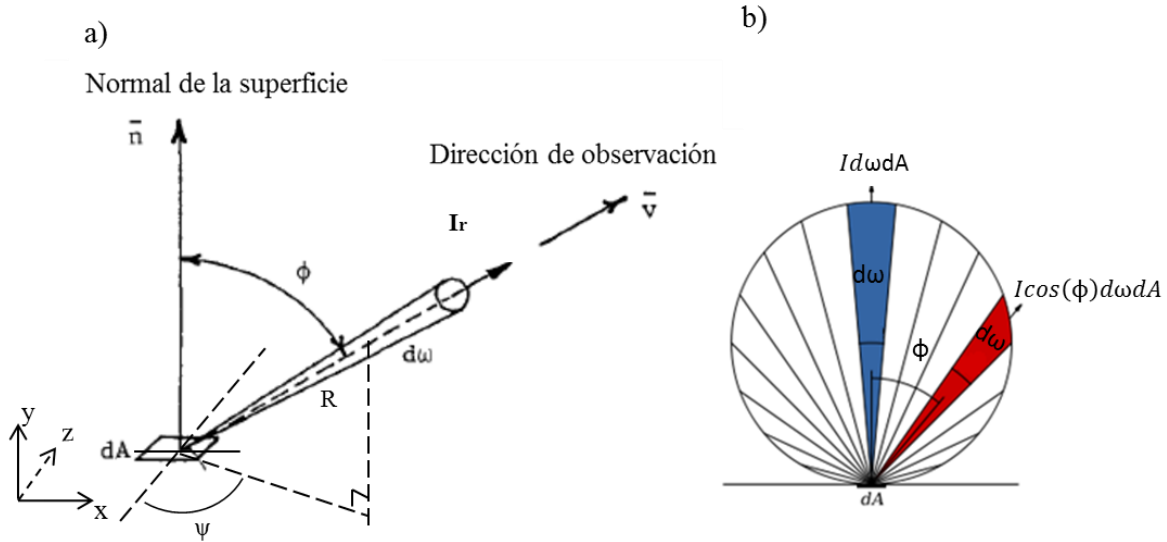 a)
Normal de la superficie
n̄
Dirección de observación
v̄
Ir
ϕ
dω
R
dA
y
z
x
ψ
b)
IdωdA
dω
Icos(ϕ)dωdA
dω
ϕ
dA